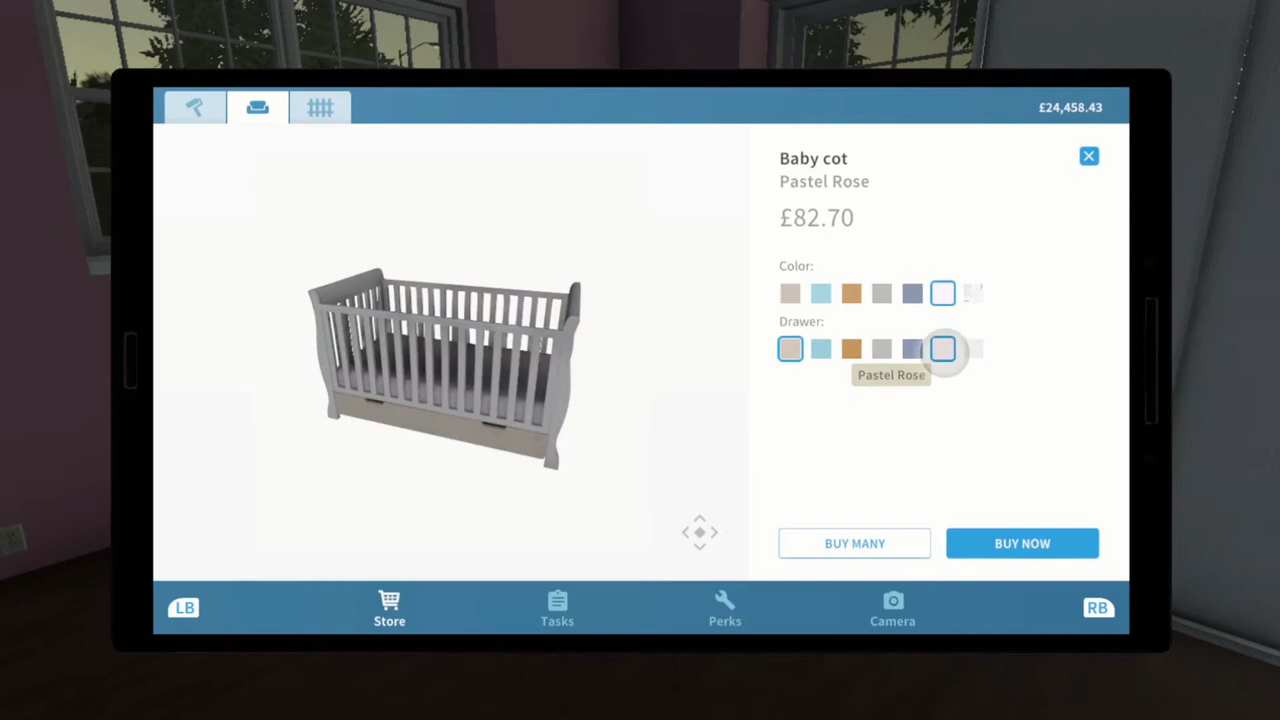 £24,458.43
Baby cot
Pastel Rose
£82.70
Color:
Drawer:
Pastel Rose
BUY MANY
BUY NOW
LB
Store
Tasks
Perks
Camera
RB